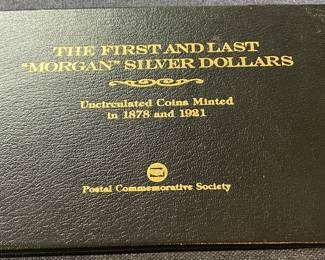 THE FIRST AND LAST
"MORGAN" SILVER DOLLARS
Uncirculated Coins Minted
in 1878 and 1921
Postal Commemorative Society